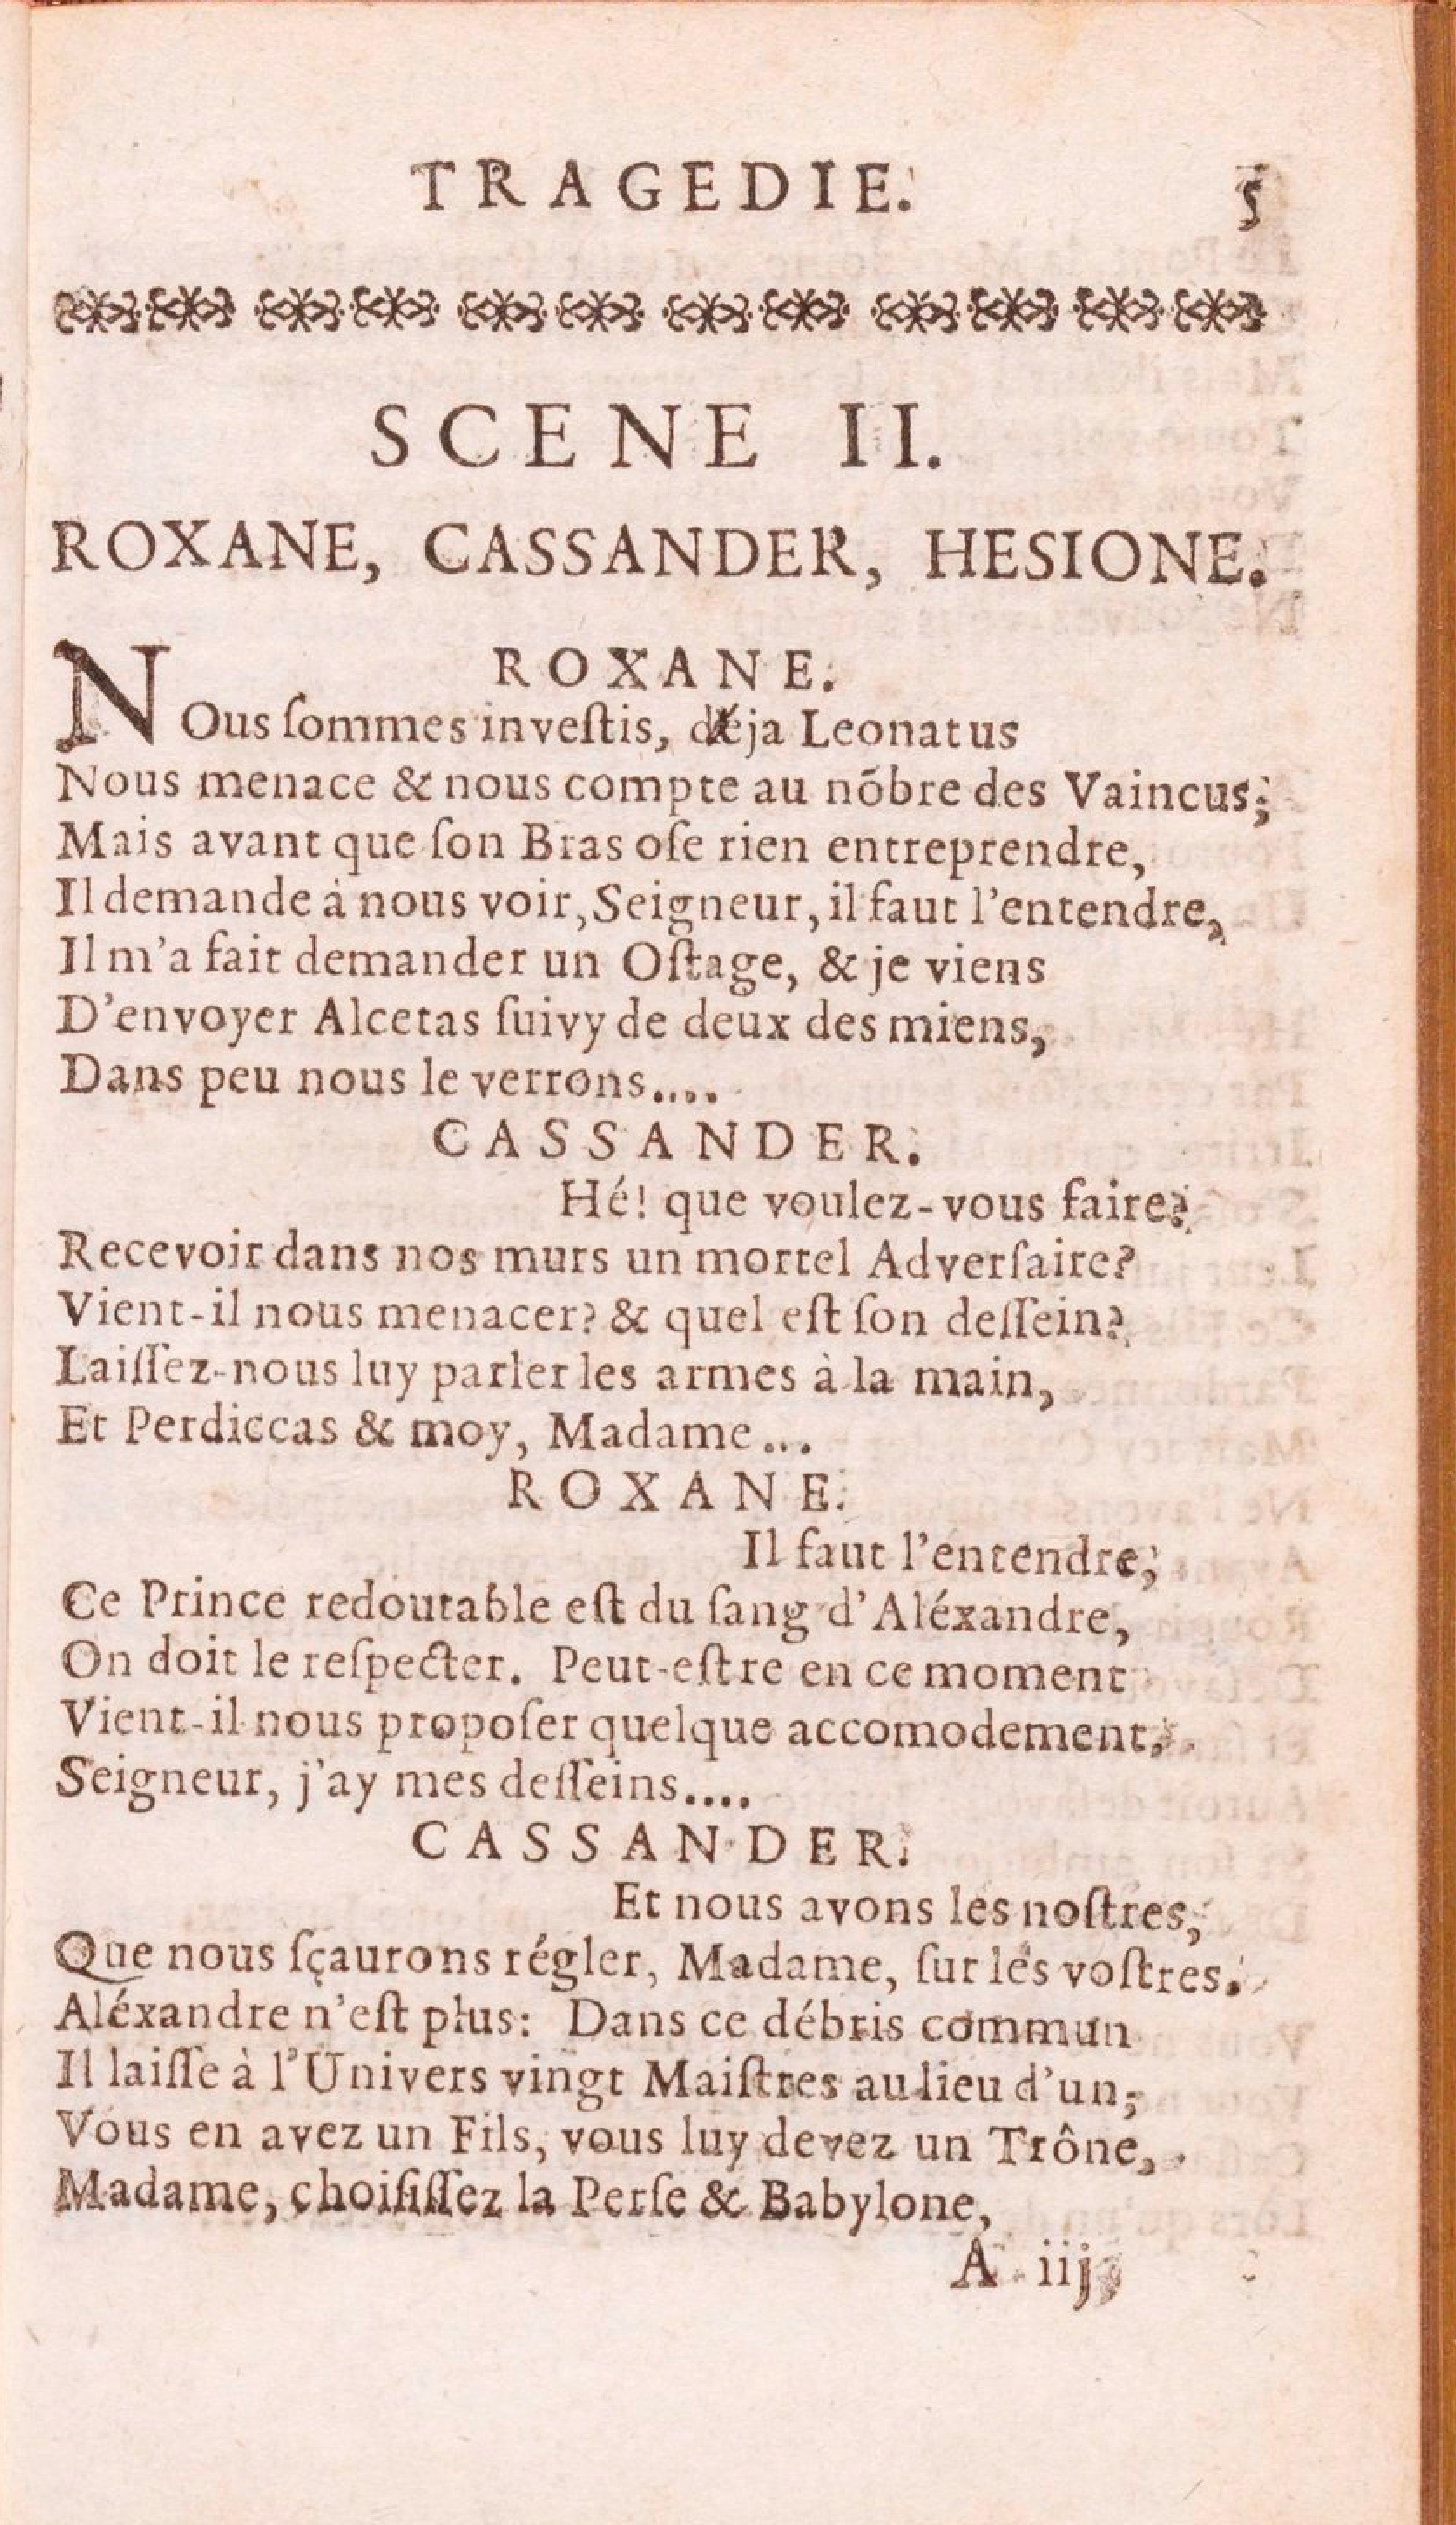 TRAGEDIE. 5
SCENE II.
ROXANE, CASSANDER, HESIONE.
ROXANE.
NOus ſommes inveſtis, déja Leonatus
Nous menace & nous compte au nõbre des Vaincus;
Mais avant que ſon Bras oſe rien entreprendre,
Il demande à nous voir, Seigneur, il faut l'entendre,
Il m'a fait demander un Oſtage, & je viens
D'envoyer Alcetas ſuivy de deux des miens,
Dans peu nous le verrons....
CASSANDER.
Hé! que voulez-vous faire?
Recevoir dans nos murs un mortel Adverſaire?
Vient-il nous menacer? & quel eſt ſon deſſein?
Laiſſez-nous luy parler les armes à la main,
Et Perdiccas & moy, Madame...
ROXANE.
Il faut l'entendre;
Ce Prince redoutable eſt du ſang d'Aléxandre,
On doit le reſpecter. Peut-eſtre en ce moment
Vient-il nous propoſer quelque accomodement,
Seigneur, j'ay mes deſſeins....
CASSANDER.
Et nous avons les noſtres,
Que nous ſçaurons régler, Madame, ſur les voſtres.
Aléxandre n'eſt plus: Dans ce débris commun
Il laiſſe à l'Univers vingt Maiſtres au lieu d'un;
Vous en avez un Fils, vous luy devez un Trône,
Madame, choiſiſſez la Perſe & Babylone,
A iij